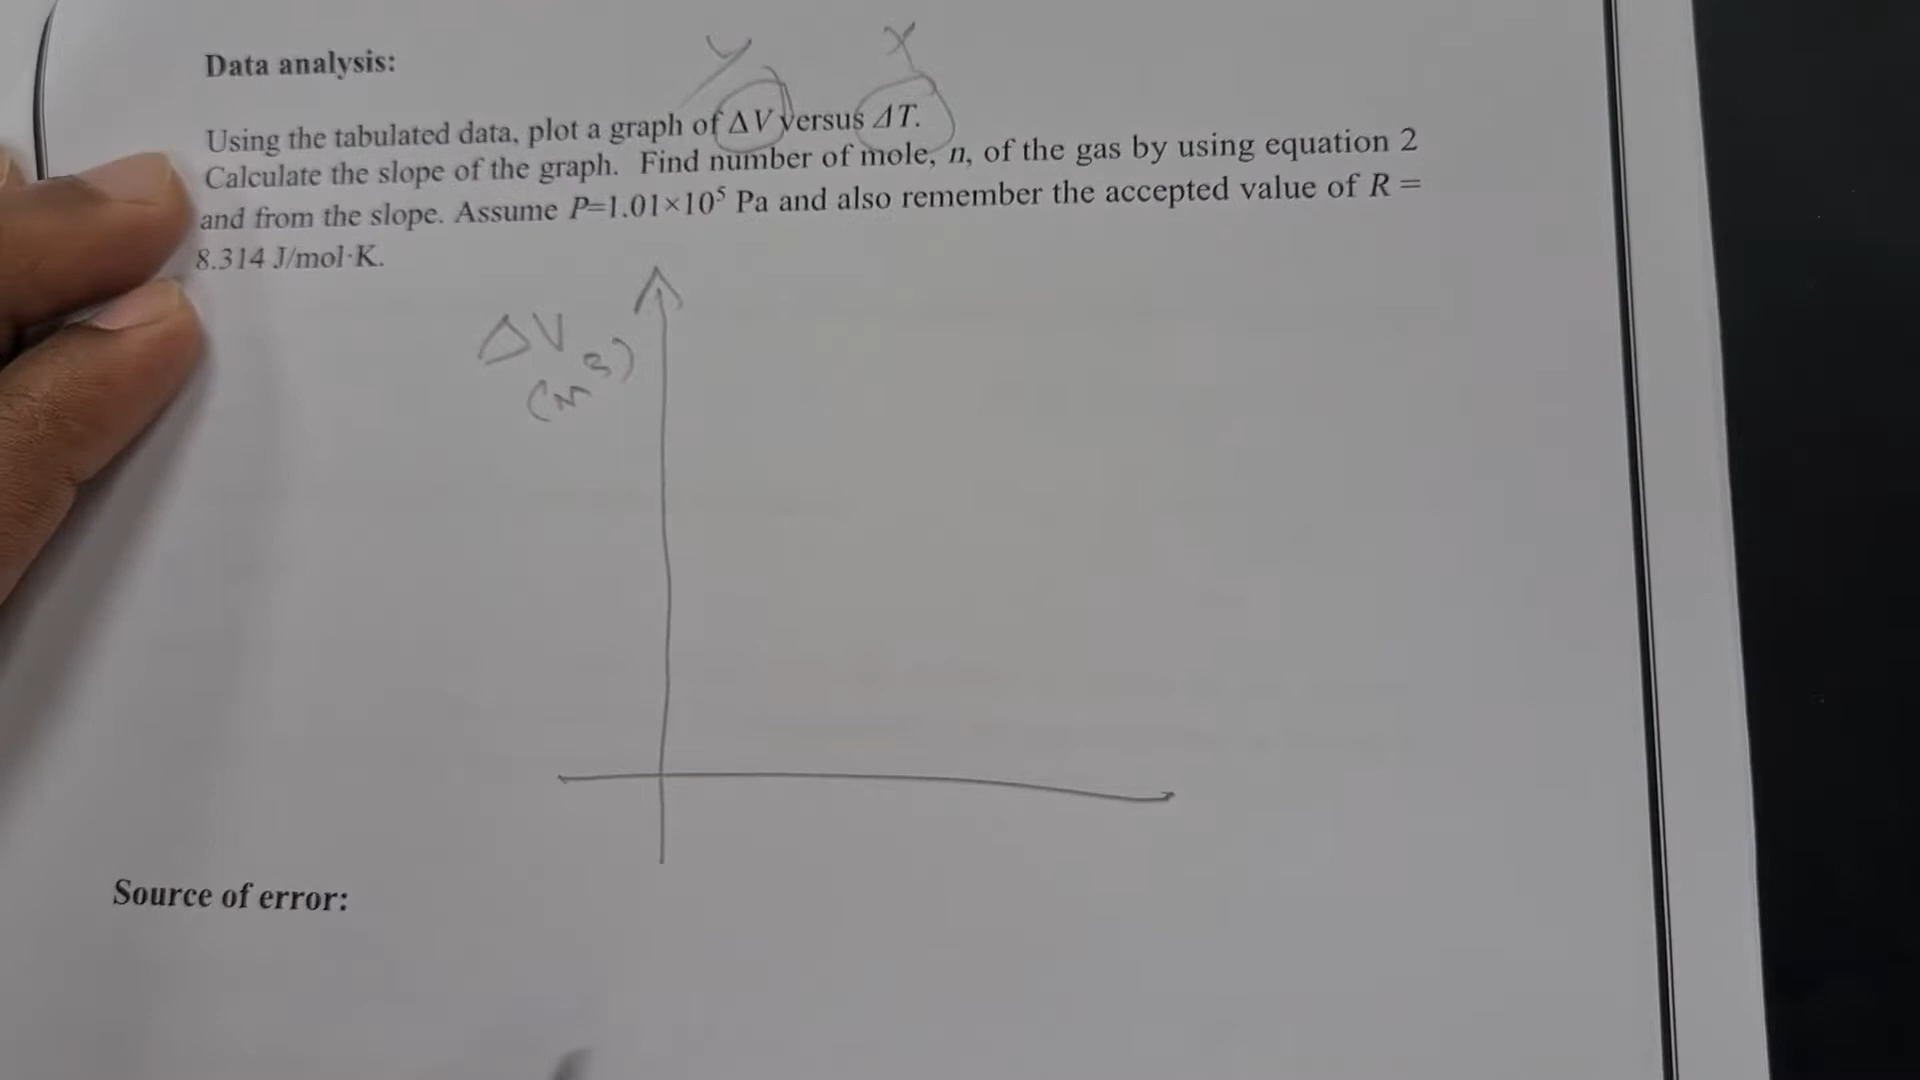 Y X
Data analysis:
Using the tabulated data, plot a graph of ΔV versus ΔT.
Calculate the slope of the graph. Find number of mole, n, of the gas by using equation 2
and from the slope. Assume P=1.01×10⁵ Pa and also remember the accepted value of R =
8.314 J/mol·K.
ΔV
(m³)
Source of error: